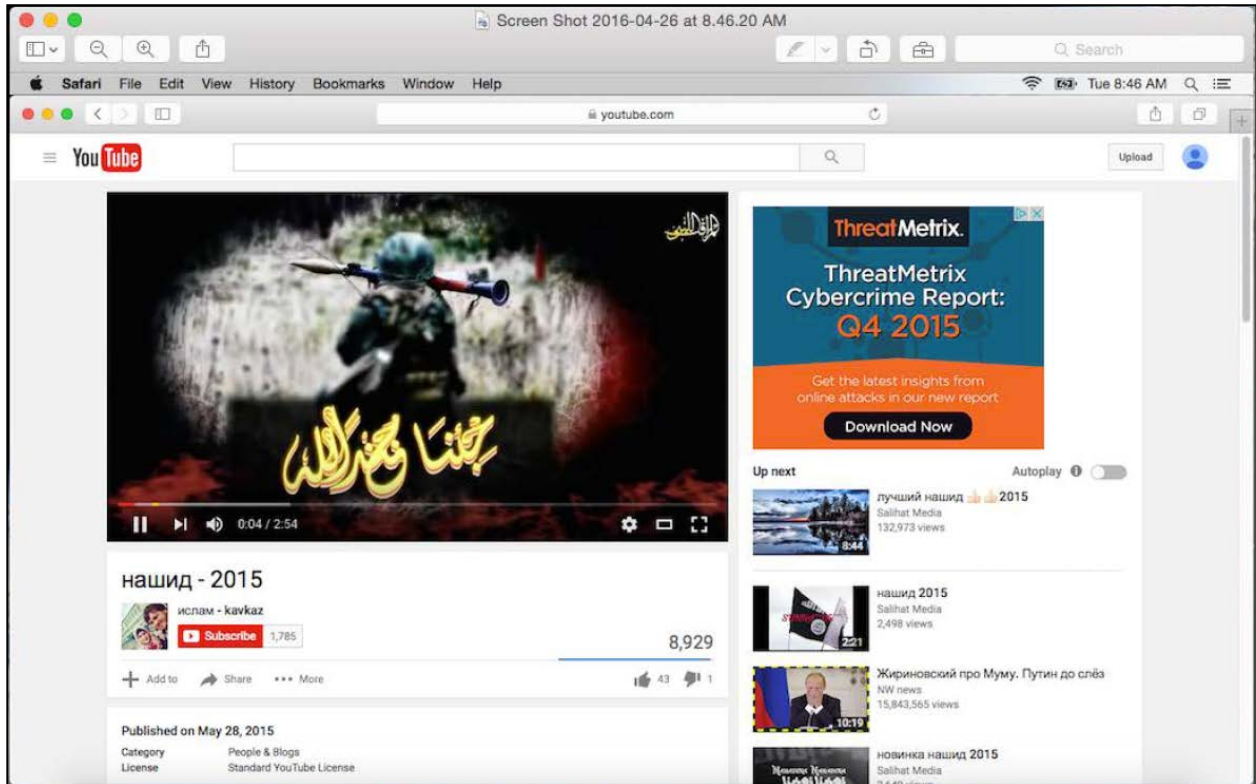 Screen Shot 2016-04-26 at 8.46.20 AM
Search
Safari File Edit View History Bookmarks Window Help
Tue 8:46 AM
youtube.com
YouTube
Upload
جئنا وجند الله
0:04 / 2:54
нашид - 2015
ислам - kavkaz
Subscribe 1,785
8,929
Add to Share More
43 1
Published on May 28, 2015
Category People & Blogs
License Standard YouTube License
ThreatMetrix.
ThreatMetrix
Cybercrime Report:
Q4 2015
Get the latest insights from
online attacks in our new report
Download Now
Up next Autoplay
лучший нашид 👍🏻👍🏻2015
Salihat Media
132,973 views
8:44
нашид 2015
Salihat Media
2,498 views
2:21
Жириновский про Муму. Путин до слёз
NW news
15,843,565 views
10:19
новинка нашид 2015
Salihat Media